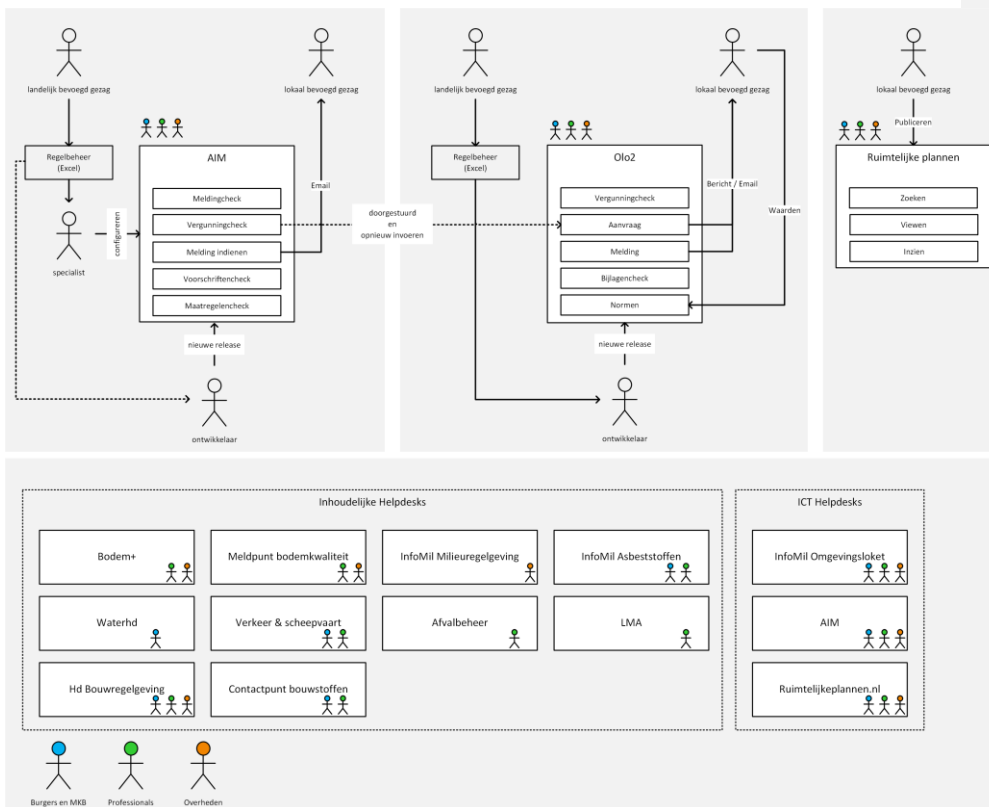 landelijk bevoegd gezag
lokaal bevoegd gezag
Regelbeheer
(Excel)
AIM
Meldingcheck
Vergunningcheck
Melding indienen
Voorschriftencheck
Maatregelencheck
Email
configureren
specialist
nieuwe release
ontwikkelaar
doorgestuurd
en
opnieuw invoeren
landelijk bevoegd gezag
lokaal bevoegd gezag
Regelbeheer
(Excel)
Olo2
Vergunningcheck
Aanvraag
Melding
Bijlagencheck
Normen
Bericht / Email
Waarden
nieuwe release
ontwikkelaar
lokaal bevoegd gezag
Publiceren
Ruimtelijke plannen
Zoeken
Viewen
Inzien
Inhoudelijke Helpdesks
Bodem+
Meldpunt bodemkwaliteit
InfoMil Milieuregelgeving
InfoMil Asbeststoffen
Waterhd
Verkeer & scheepvaart
Afvalbeheer
LMA
Hd Bouwregelgeving
Contactpunt bouwstoffen
ICT Helpdesks
InfoMil Omgevingsloket
AIM
Ruimtelijkeplannen.nl
Burgers en MKB
Professionals
Overheden